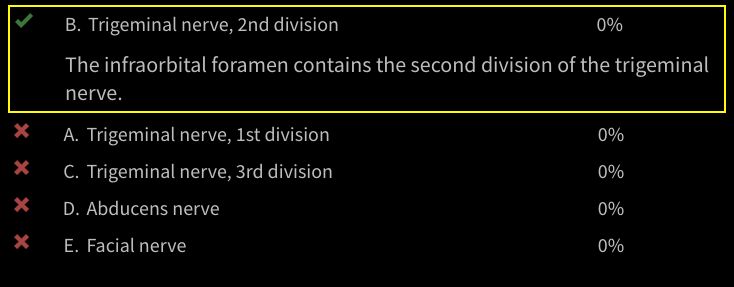 B. Trigeminal nerve, 2nd division 0%
The infraorbital foramen contains the second division of the trigeminal
nerve.
A. Trigeminal nerve, 1st division 0%
C. Trigeminal nerve, 3rd division 0%
D. Abducens nerve 0%
E. Facial nerve 0%